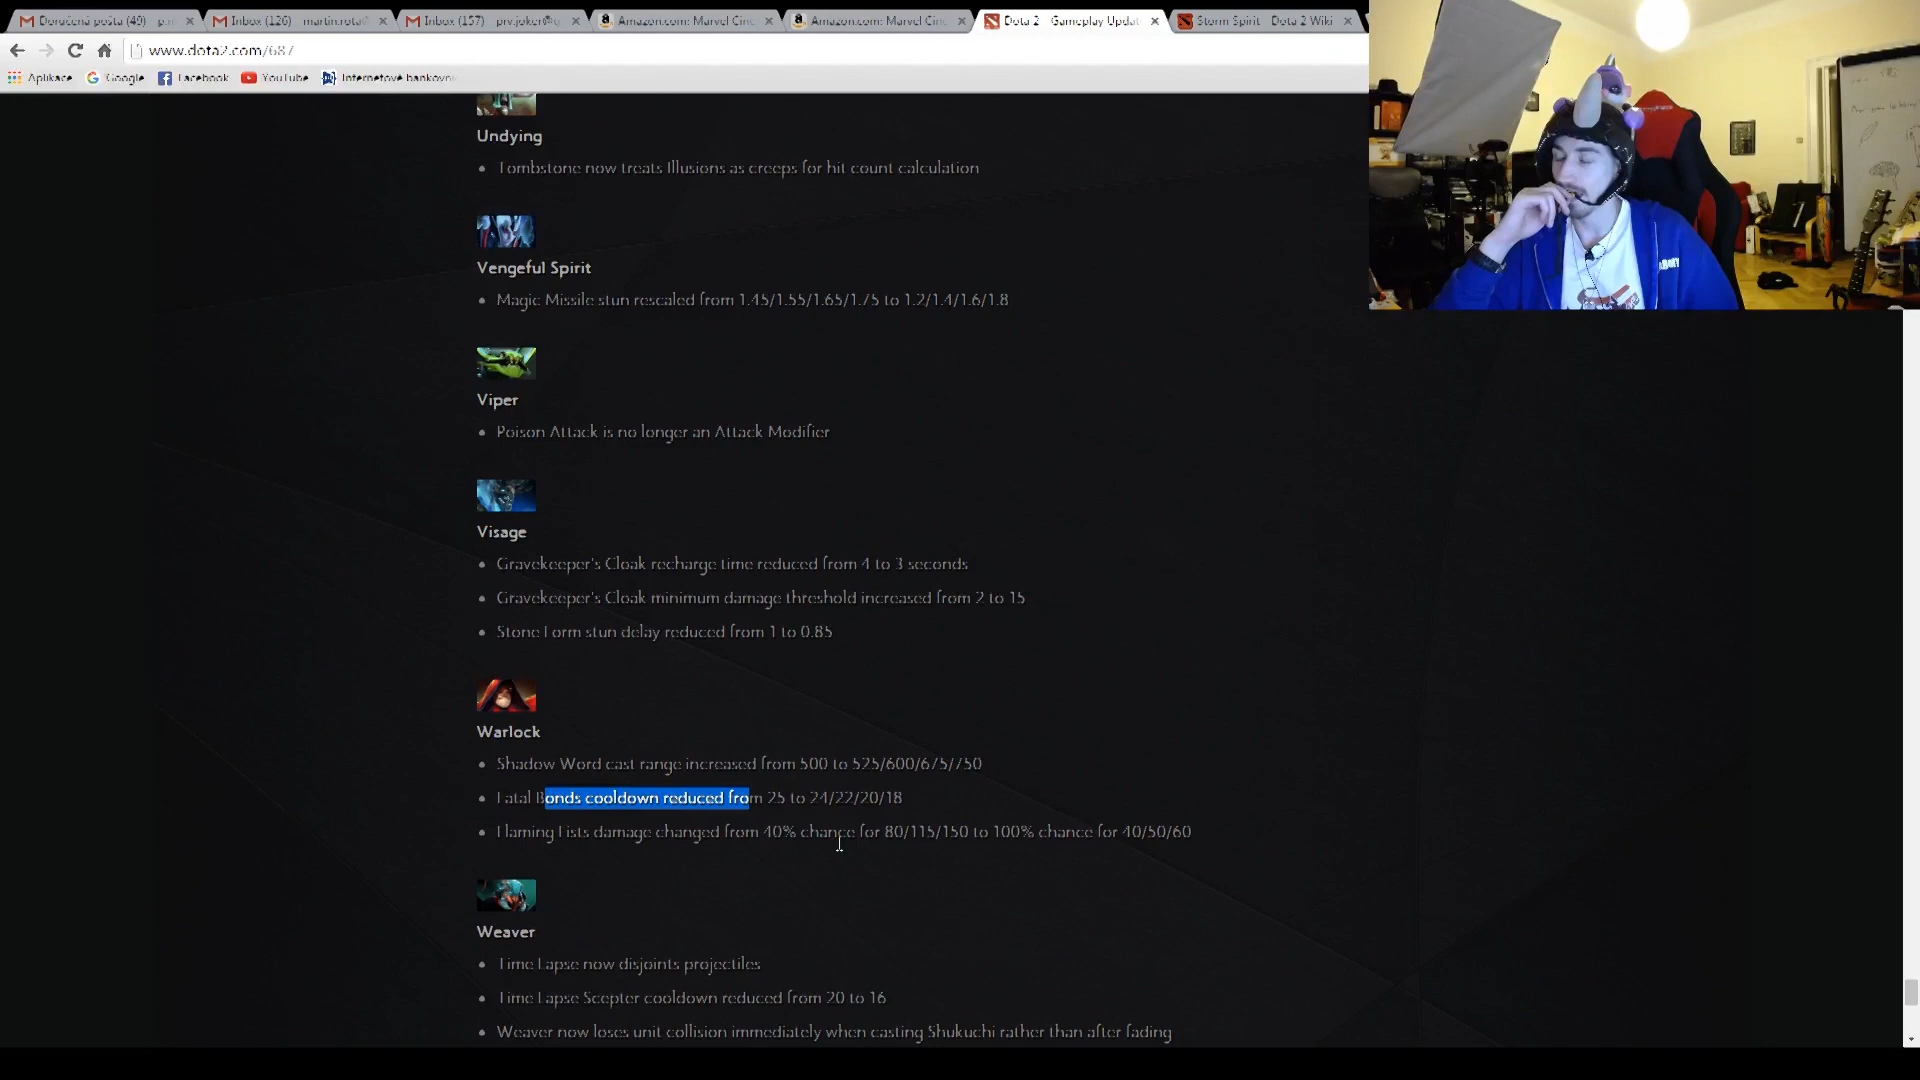 Doručená pošta (49) - p.m
Inbox (126) - martin.rota@
Inbox (157) - prv.joker@g
Amazon.com: Marvel Cine
Amazon.com: Marvel Cine
Dota 2 - Gameplay Updat
Storm Spirit - Dota 2 Wiki
www.dota2.com/687
Aplikace
Google
Facebook
YouTube
Internetové bankovni
Undying
Tombstone now treats Illusions as creeps for hit count calculation
Vengeful Spirit
Magic Missile stun rescaled from 1.45/1.55/1.65/1.75 to 1.2/1.4/1.6/1.8
Viper
Poison Attack is no longer an Attack Modifier
Visage
Gravekeeper's Cloak recharge time reduced from 4 to 3 seconds
Gravekeeper's Cloak minimum damage threshold increased from 2 to 15
Stone Form stun delay reduced from 1 to 0.85
Warlock
Shadow Word cast range increased from 500 to 525/600/675/750
Fatal Bonds cooldown reduced from 25 to 24/22/20/18
Flaming Fists damage changed from 40% chance for 80/115/150 to 100% chance for 40/50/60
Weaver
Time Lapse now disjoints projectiles
Time Lapse Scepter cooldown reduced from 20 to 16
Weaver now loses unit collision immediately when casting Shukuchi rather than after fading